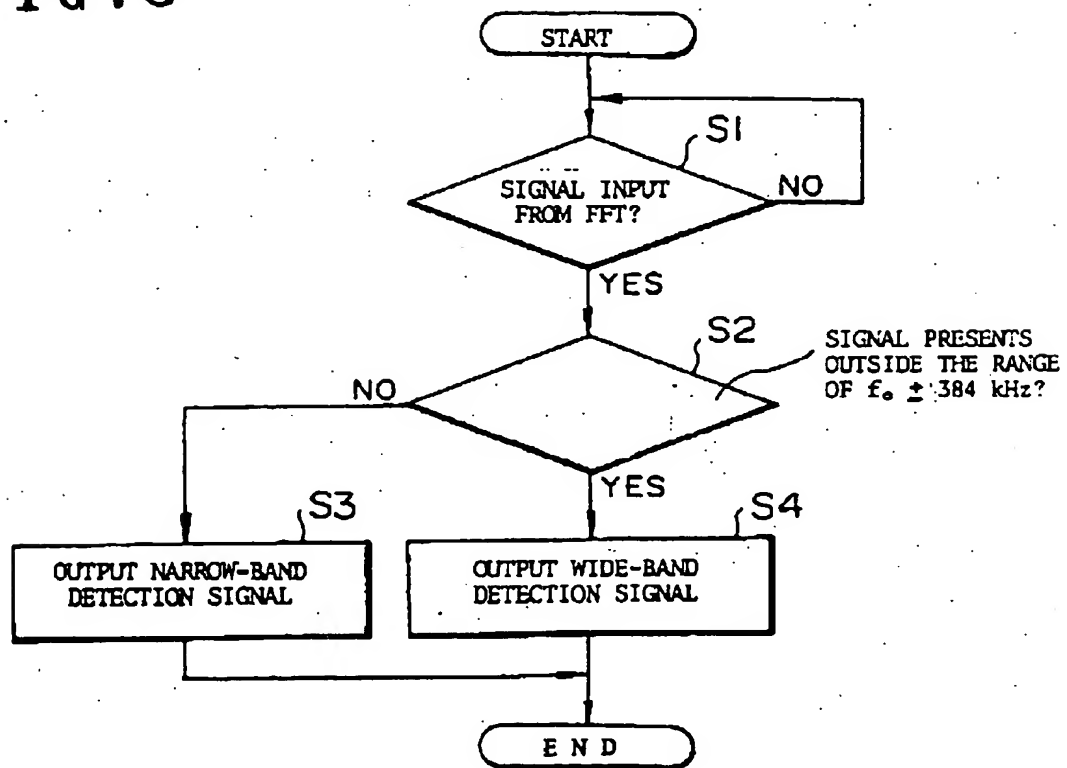 START
S1
SIGNAL INPUT
FROM FFT?
NO
YES
S2
SIGNAL PRESENTS
OUTSIDE THE RANGE
OF f₀ ± 384 kHz?
NO
YES
S3
OUTPUT NARROW-BAND
DETECTION SIGNAL
S4
OUTPUT WIDE-BAND
DETECTION SIGNAL
END